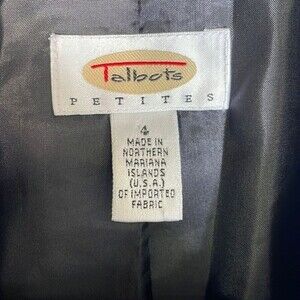 Talbots
PETITES
4
MADE IN
NORTHERN
MARIANA
ISLANDS
(U.S.A.)
OF IMPORTED
FABRIC